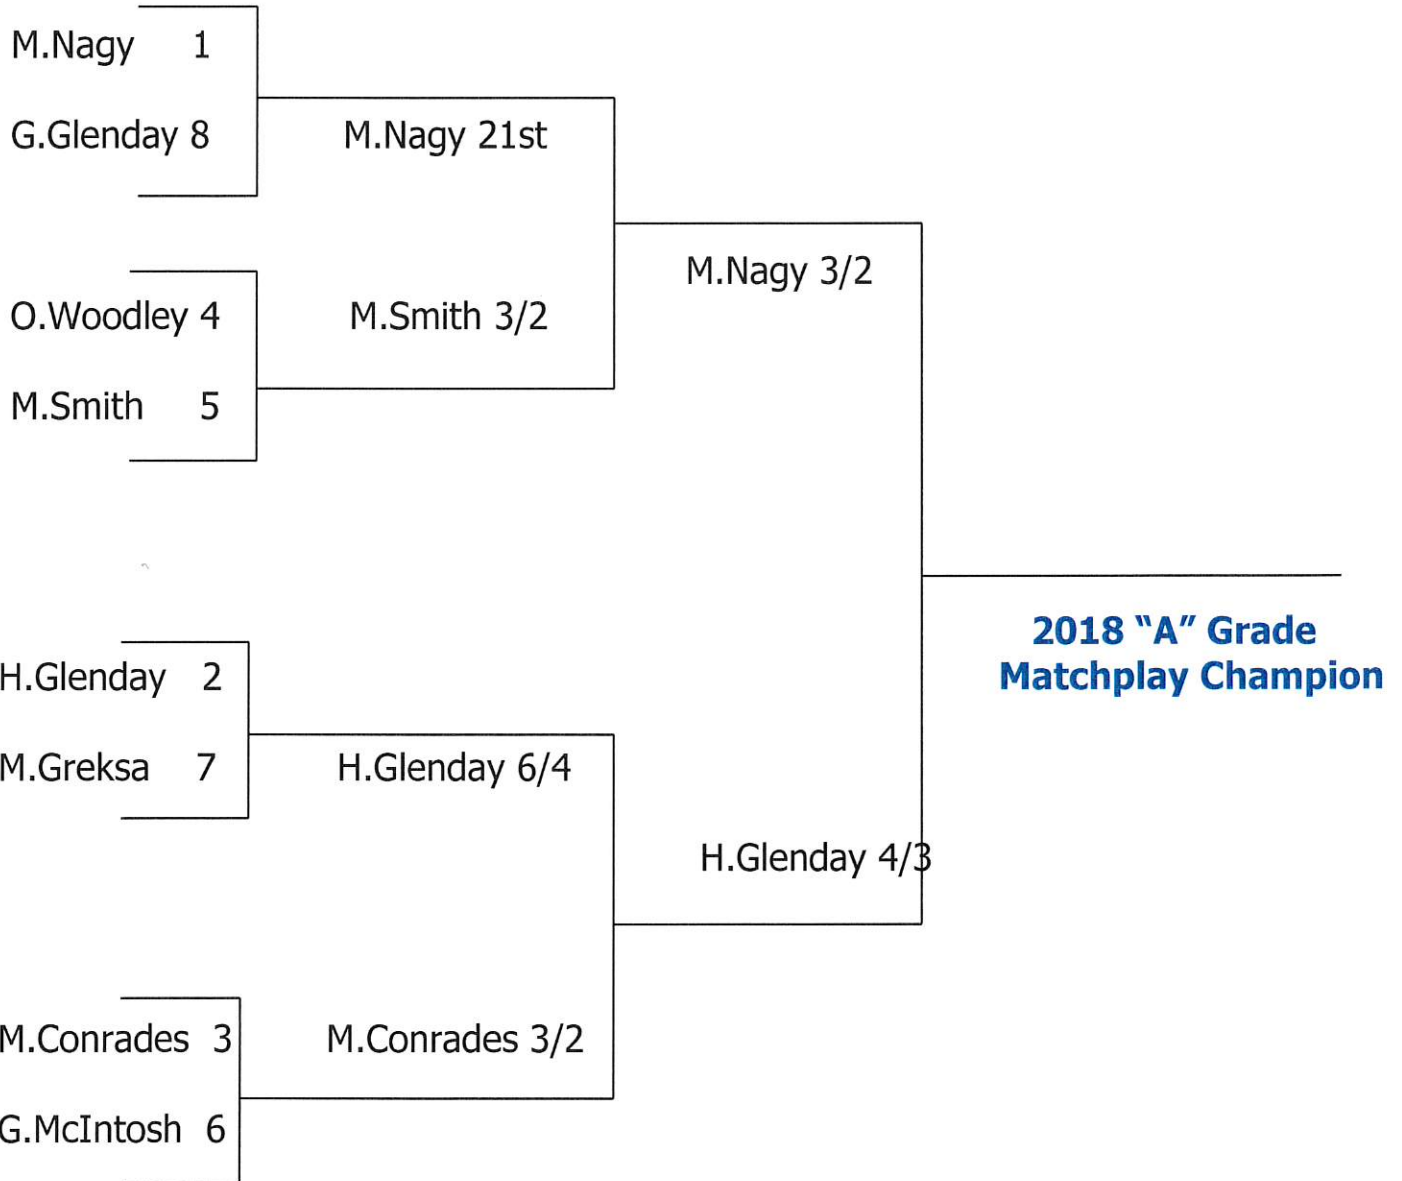 M.Nagy 1
G.Glenday 8
M.Nagy 21st
M.Nagy 3/2
O.Woodley 4
M.Smith 3/2
M.Smith 5
2018 “A” Grade
Matchplay Champion
H.Glenday 2
M.Greksa 7
H.Glenday 6/4
H.Glenday 4/3
M.Conrades 3
M.Conrades 3/2
G.McIntosh 6